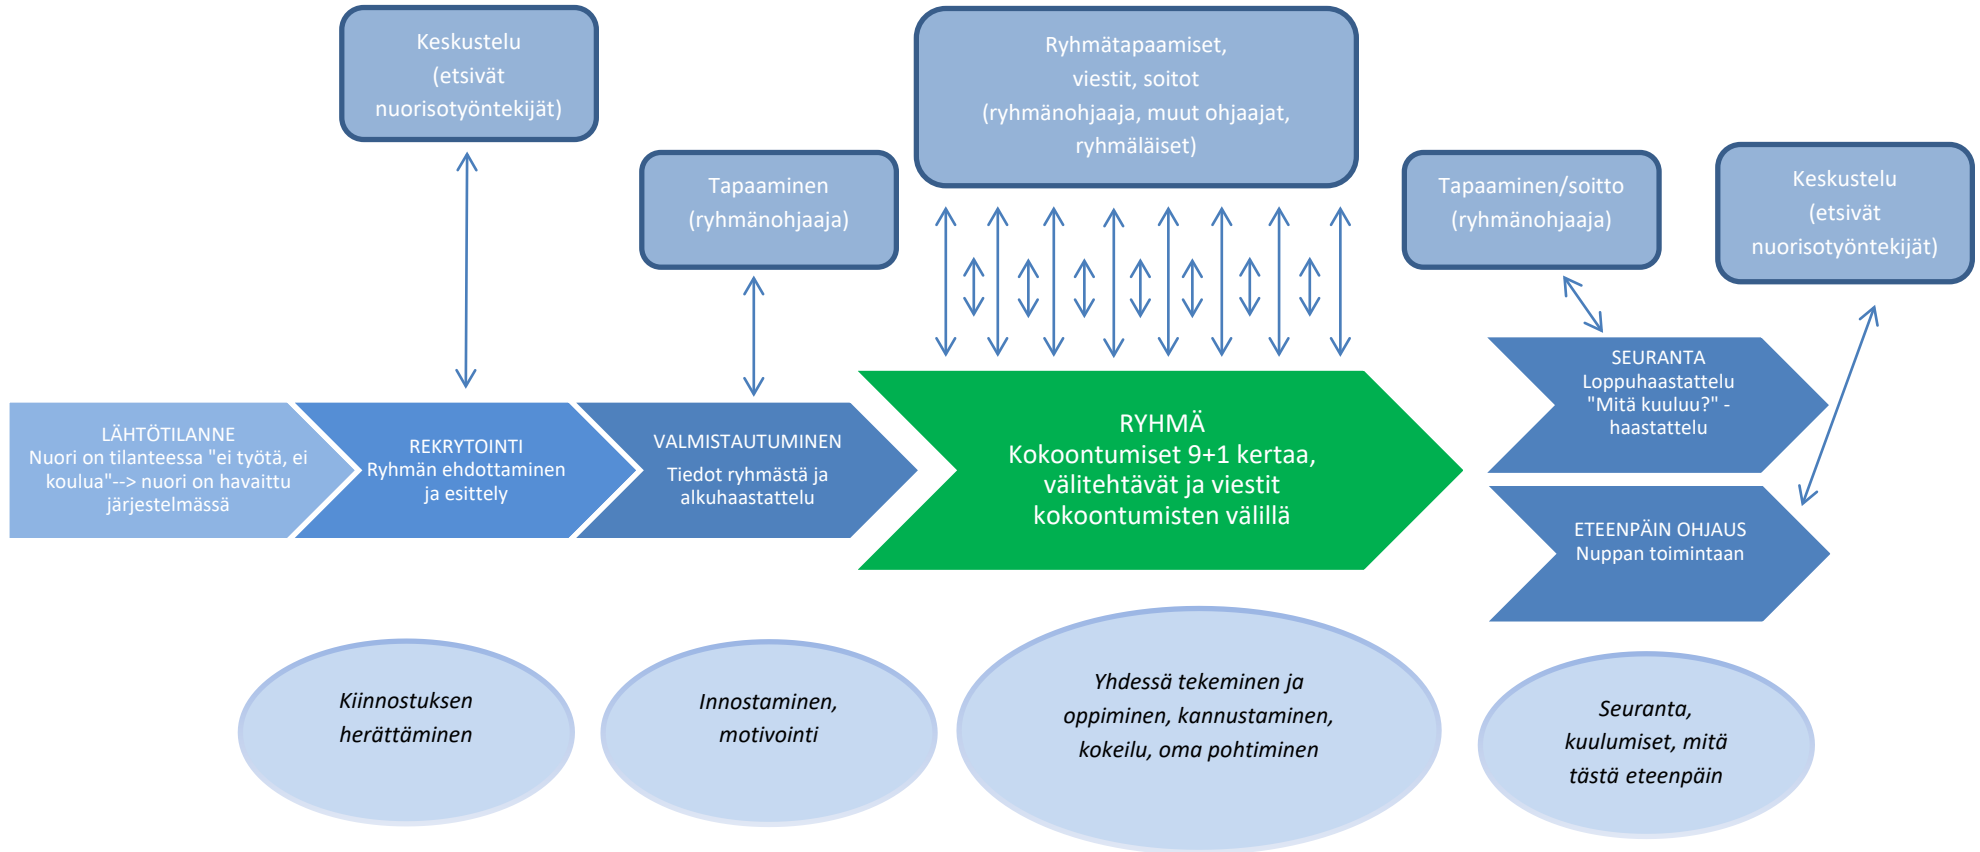 Keskustelu
(etsivät
nuorisotyöntekijät)
Ryhmätapaamiset,
viestit, soitot
(ryhmänohjaaja, muut ohjaajat,
ryhmäläiset)
Tapaaminen
(ryhmänohjaaja)
Tapaaminen/soitto
(ryhmänohjaaja)
Keskustelu
(etsivät
nuorisotyöntekijät)
LÄHTÖTILANNE
Nuori on tilanteessa "ei työtä, ei
koulua"--> nuori on havaittu
järjestelmässä
REKRYTOINTI
Ryhmän ehdottaminen
ja esittely
VALMISTAUTUMINEN
Tiedot ryhmästä ja
alkuhaastattelu
RYHMÄ
Kokoontumiset 9+1 kertaa,
välitehtävät ja viestit
kokoontumisten välillä
SEURANTA
Loppuhaastattelu
"Mitä kuuluu?" -
haastattelu
ETEENPÄIN OHJAUS
Nuppan toimintaan
Kiinnostuksen
herättäminen
Innostaminen,
motivointi
Yhdessä tekeminen ja
oppiminen, kannustaminen,
kokeilu, oma pohtiminen
Seuranta,
kuulumiset, mitä
tästä eteenpäin